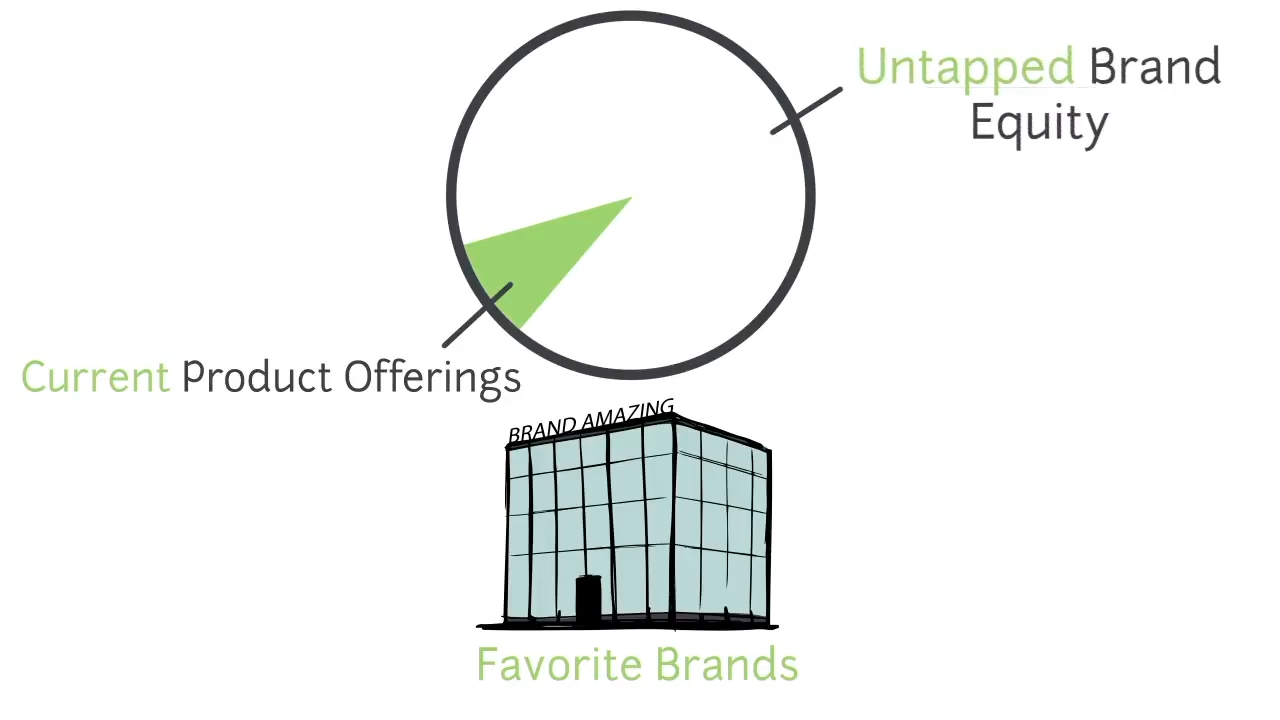 Untapped Brand
Equity
Current Product Offerings
BRAND AMAZING
Favorite Brands